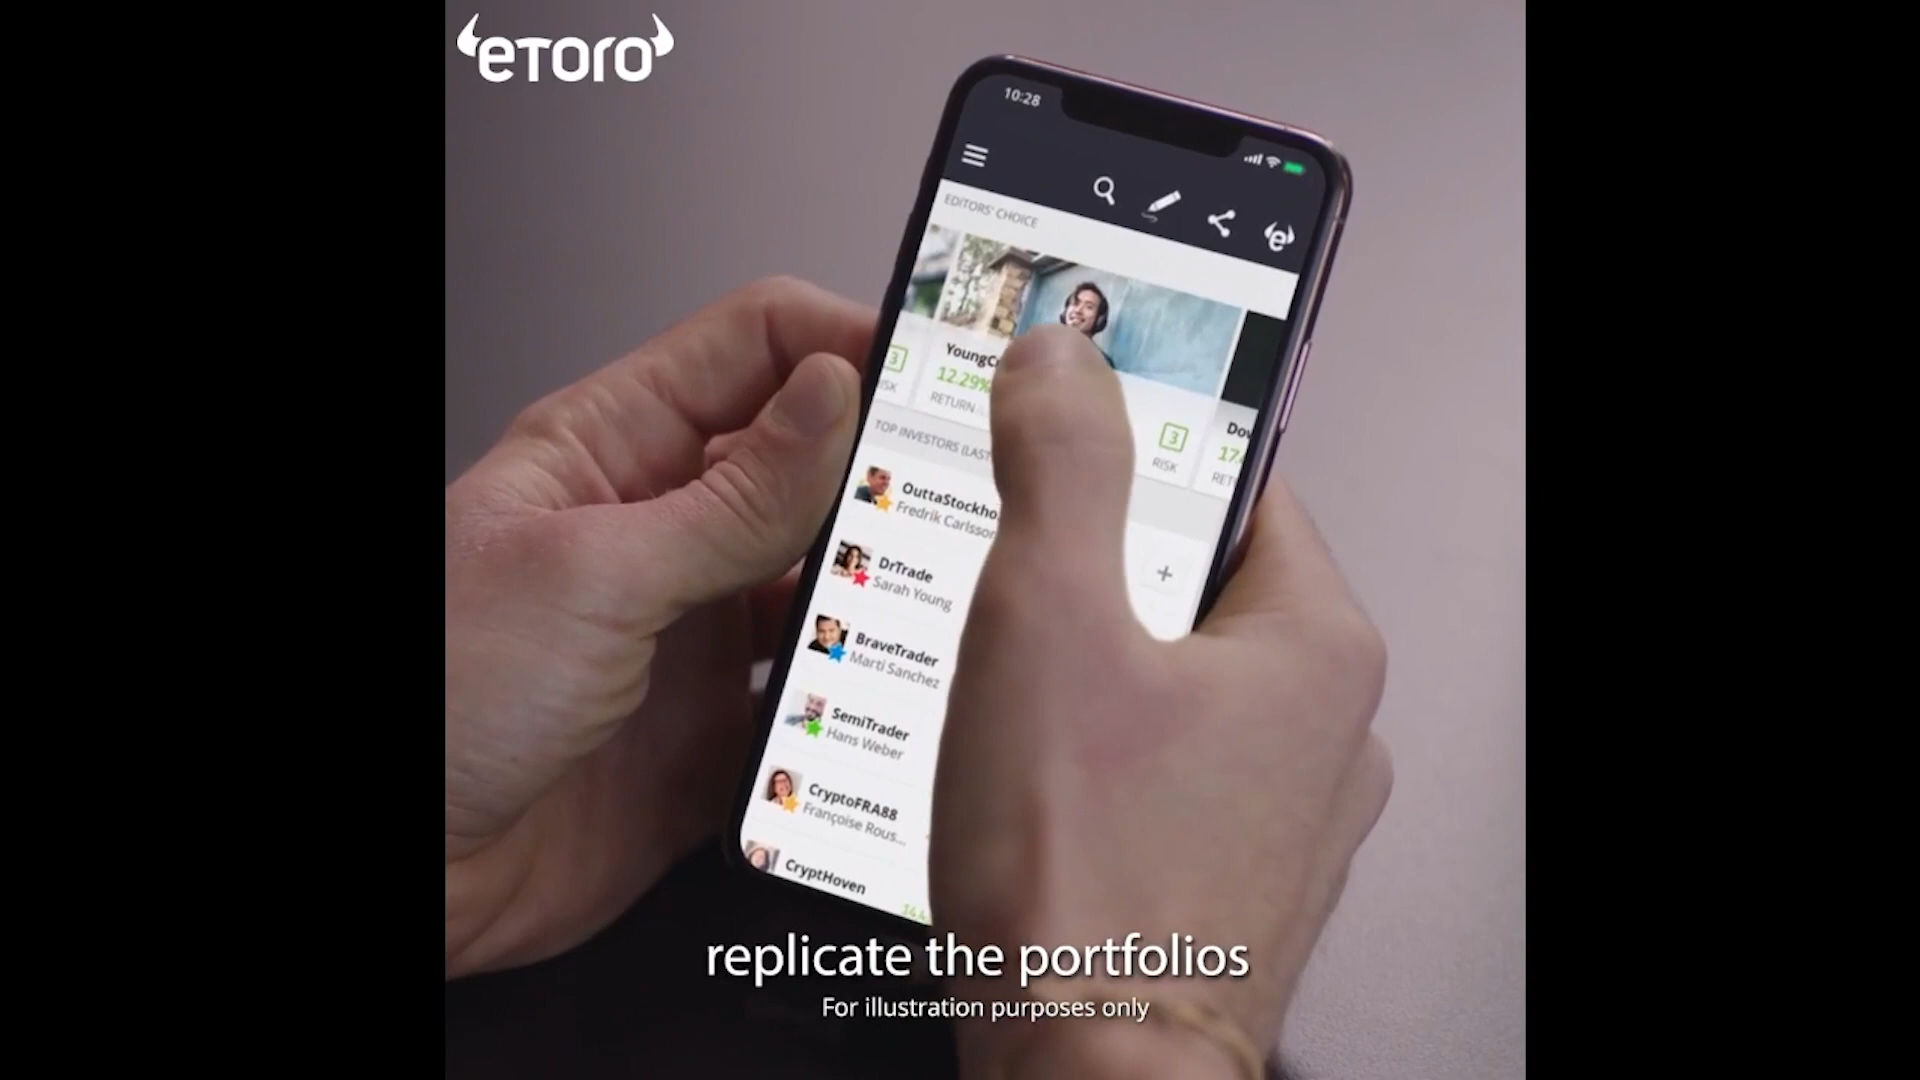 eToro
10:28
EDITORS' CHOICE
12.29%
RETURN
3
RISK
3
RISK
TOP INVESTORS (LAST
OuttaStockho
Fredrik Carlsson
DrTrade
Sarah Young
+
BraveTrader
Marti Sanchez
SemiTrader
Hans Weber
CryptoFRA88
Françoise Rous...
CryptHoven
replicate the portfolios
For illustration purposes only